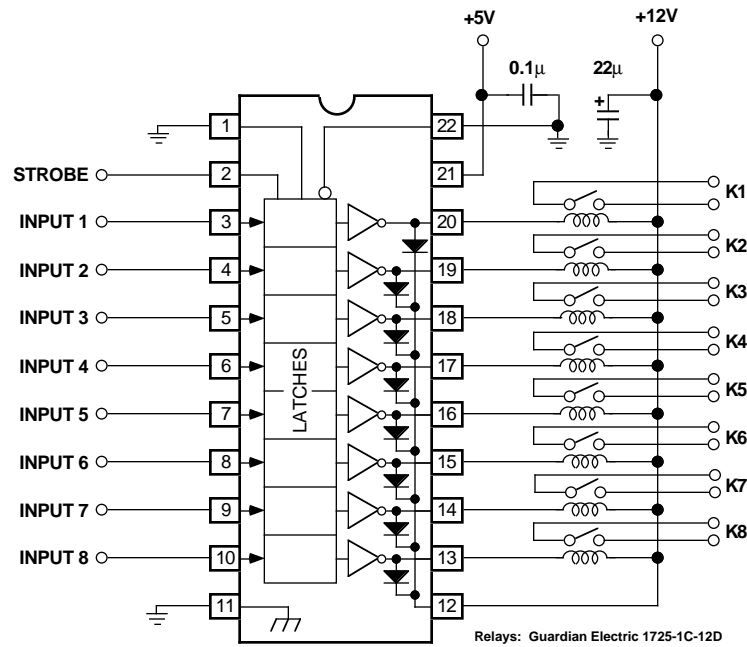 +5V
+12V
0.1µ
22µ
+
1
22
STROBE
2
21
INPUT 1
3
20
K1
INPUT 2
4
19
K2
INPUT 3
5
18
K3
INPUT 4
6
17
K4
LATCHES
INPUT 5
7
16
K5
INPUT 6
8
15
K6
INPUT 7
9
14
K7
INPUT 8
10
13
K8
11
12
Relays: Guardian Electric 1725-1C-12D